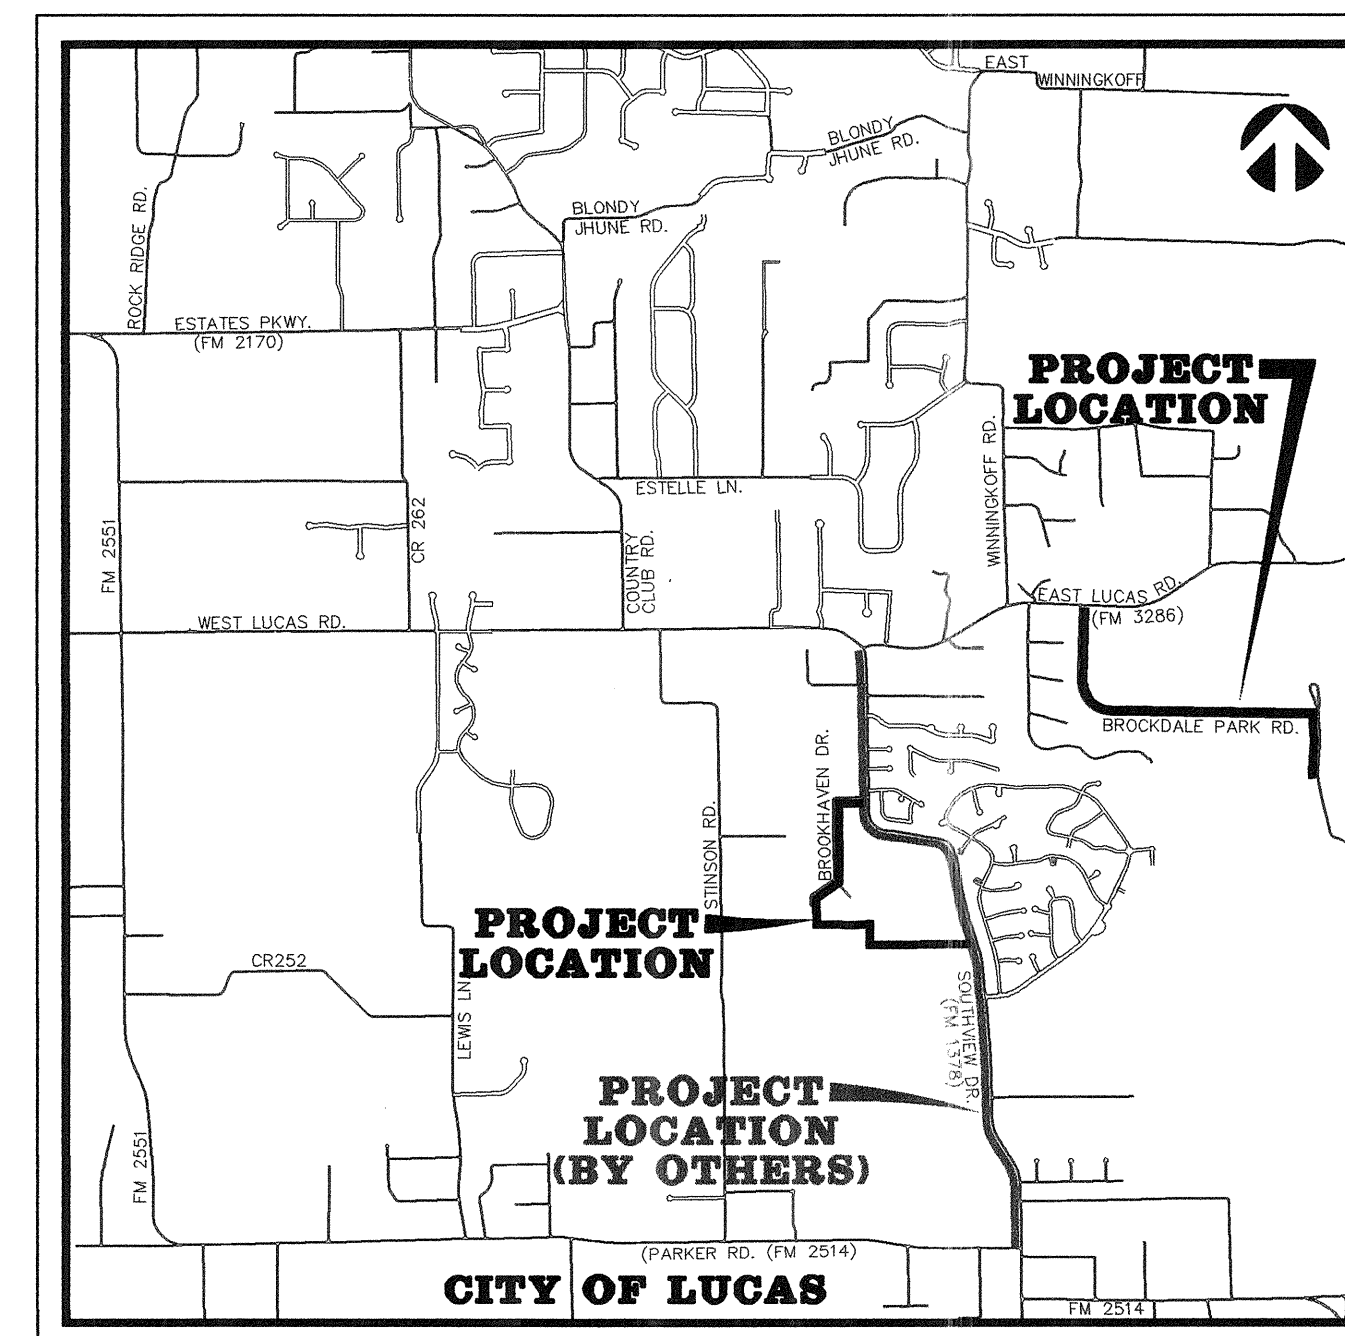 EAST
WINNINGKOFF
BLONDY
JHUNE RD.
BLONDY
JHUNE RD.
ROCK RIDGE RD.
ESTATES PKWY.
(FM 2170)
PROJECT
LOCATION
WINNINGKOFF RD.
ESTELLE LN.
CR 262
FM 2551
COUNTRY
CLUB RD.
EAST LUCAS RD.
(FM 3286)
WEST LUCAS RD.
BROCKDALE PARK RD.
BROOKHAVEN DR.
STINSON RD.
PROJECT
LOCATION
CR252
LEWIS LN
SOUTHVIEW DR.
(FM 1378)
PROJECT
LOCATION
(BY OTHERS)
FM 2551
(PARKER RD. (FM 2514)
CITY OF LUCAS
FM 2514